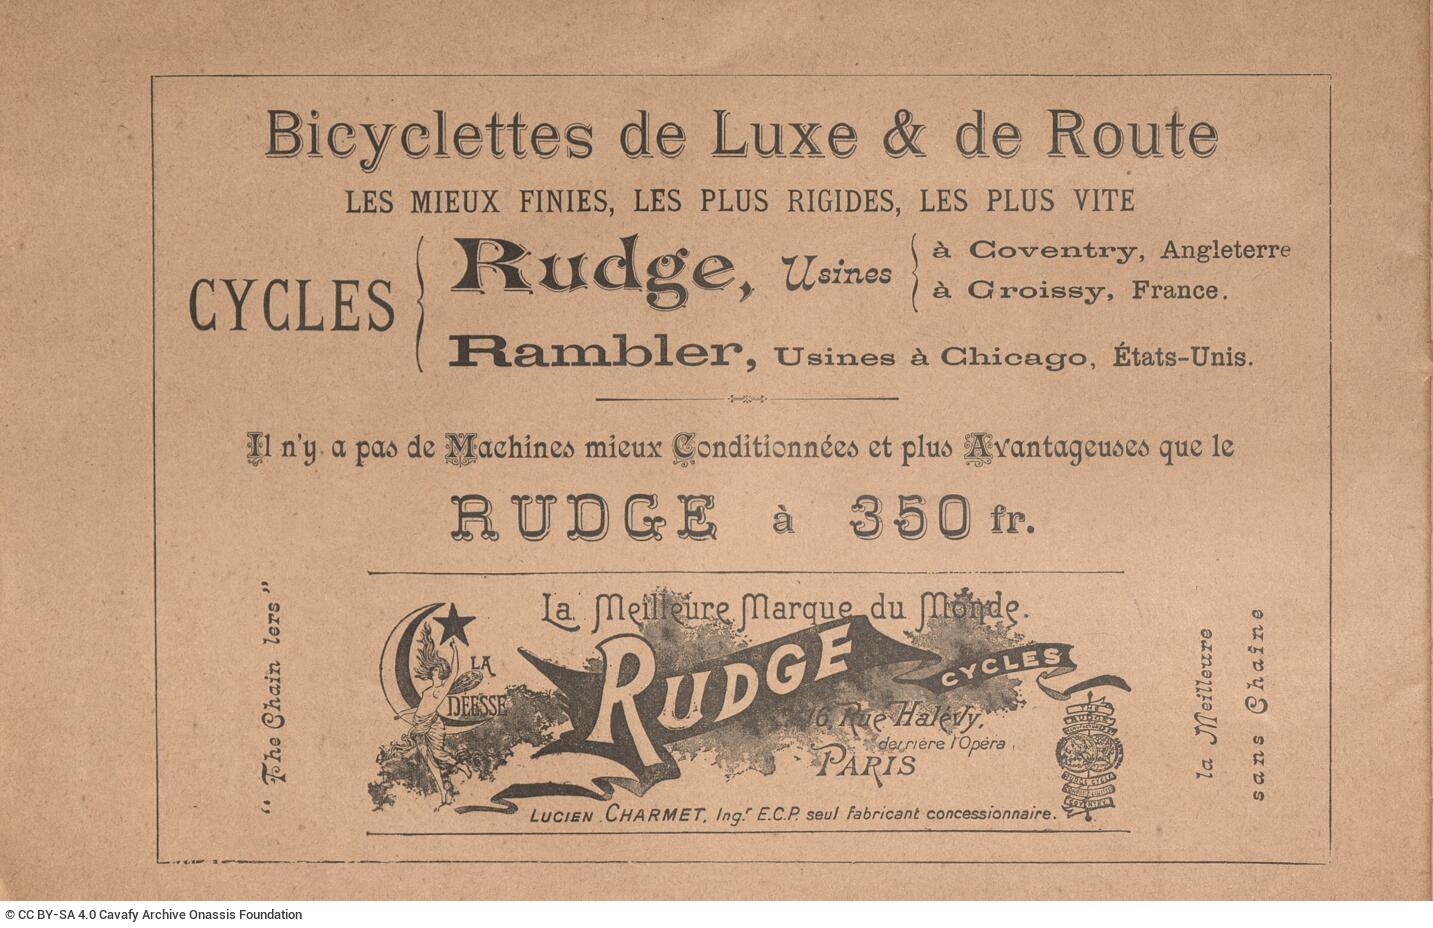 Bicyclettes de Luxe & de Route
LES MIEUX FINIES, LES PLUS RIGIDES, LES PLUS VITE
CYCLES
Rudge, Usines
à Coventry, Angleterre
à Croissy, France.
Rambler, Usines à Chicago, États-Unis.
Il n'y a pas de Machines mieux Conditionnées et plus Avantageuses que le
RUDGE à 350 fr.
" The Chain lers "
La Meilleure Marque du Monde.
LA
DEESSE
RUDGE
CYCLES
16, Rue Halévy,
derrière l'Opéra,
PARIS
LUCIEN CHARMET, Ing.r E.C.P. seul fabricant concessionnaire.
COVENTRY
la Meilleure
sans Chaîne
© CC BY-SA 4.0 Cavafy Archive Onassis Foundation